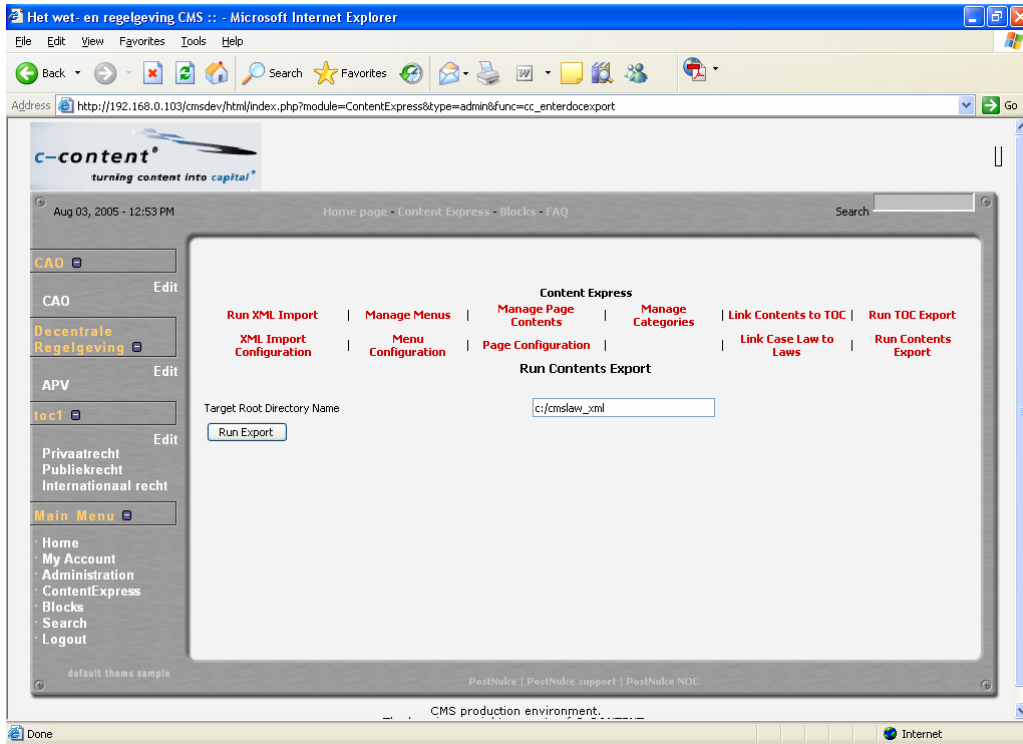 Het wet- en regelgeving CMS :: - Microsoft Internet Explorer
File Edit View Favorites Tools Help
Back Search Favorites
Address http://192.168.0.103/cmsdev/html/index.php?module=ContentExpress&type=admin&func=cc_enterdocexport Go
c-content®
turning content into capital®
Aug 03, 2005 - 12:53 PM Home page - Content Express - Blocks - FAQ Search
CAO
Edit
CAO
Decentrale
Regelgeving
Edit
APV
toc1
Edit
Privaatrecht
Publiekrecht
Internationaal recht
Main Menu
· Home
· My Account
· Administration
· ContentExpress
· Blocks
· Search
· Logout
default theme sample
Content Express
Run XML Import | Manage Menus | Manage Page Contents | Manage Categories | Link Contents to TOC | Run TOC Export
XML Import Configuration | Menu Configuration | Page Configuration | | Link Case Law to Laws | Run Contents Export
Run Contents Export
Target Root Directory Name c:/cmslaw_xml
Run Export
PostNuke | PostNuke support | PostNuke NOC
CMS production environment.
Done Internet